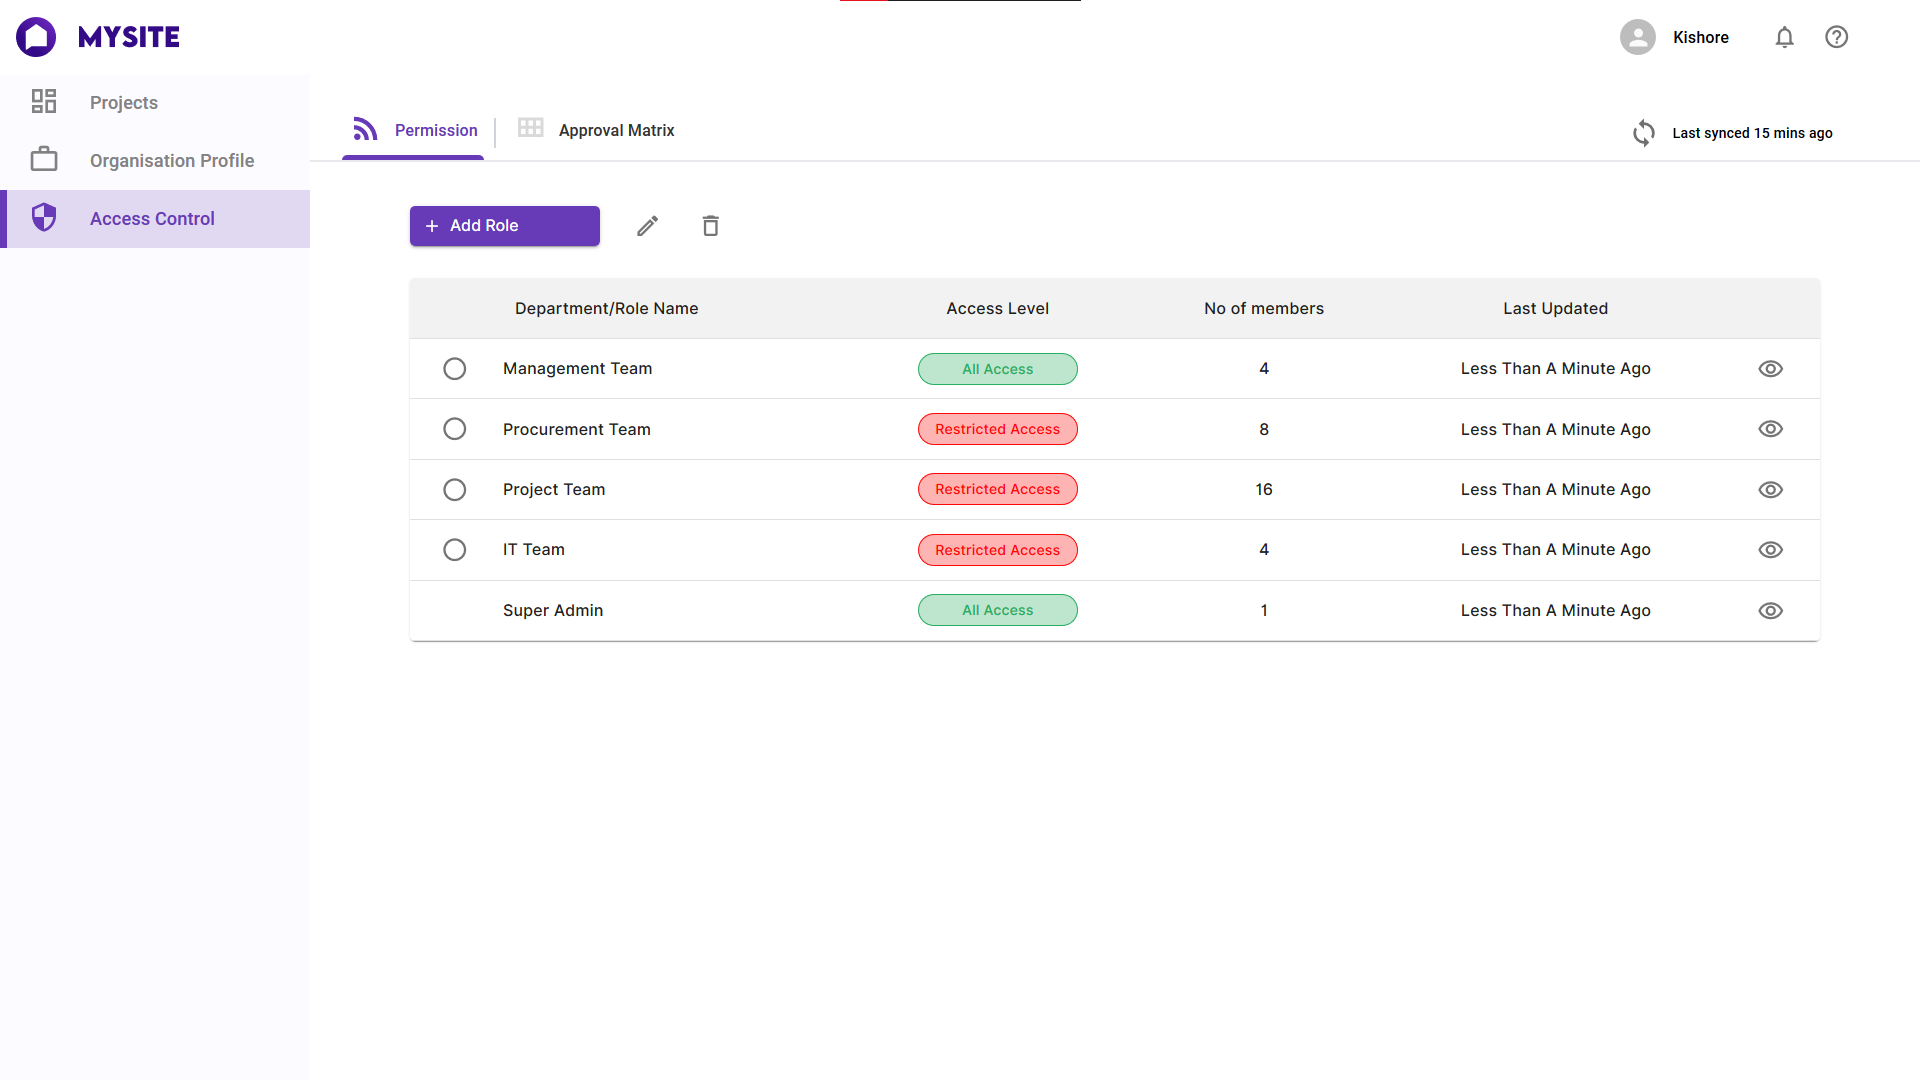 MYSITE
Kishore
Projects
Organisation Profile
Access Control
Permission
Approval Matrix
Last synced 15 mins ago
+ Add Role
Department/Role Name Access Level No of members Last Updated
Management Team All Access 4 Less Than A Minute Ago
Procurement Team Restricted Access 8 Less Than A Minute Ago
Project Team Restricted Access 16 Less Than A Minute Ago
IT Team Restricted Access 4 Less Than A Minute Ago
Super Admin All Access 1 Less Than A Minute Ago